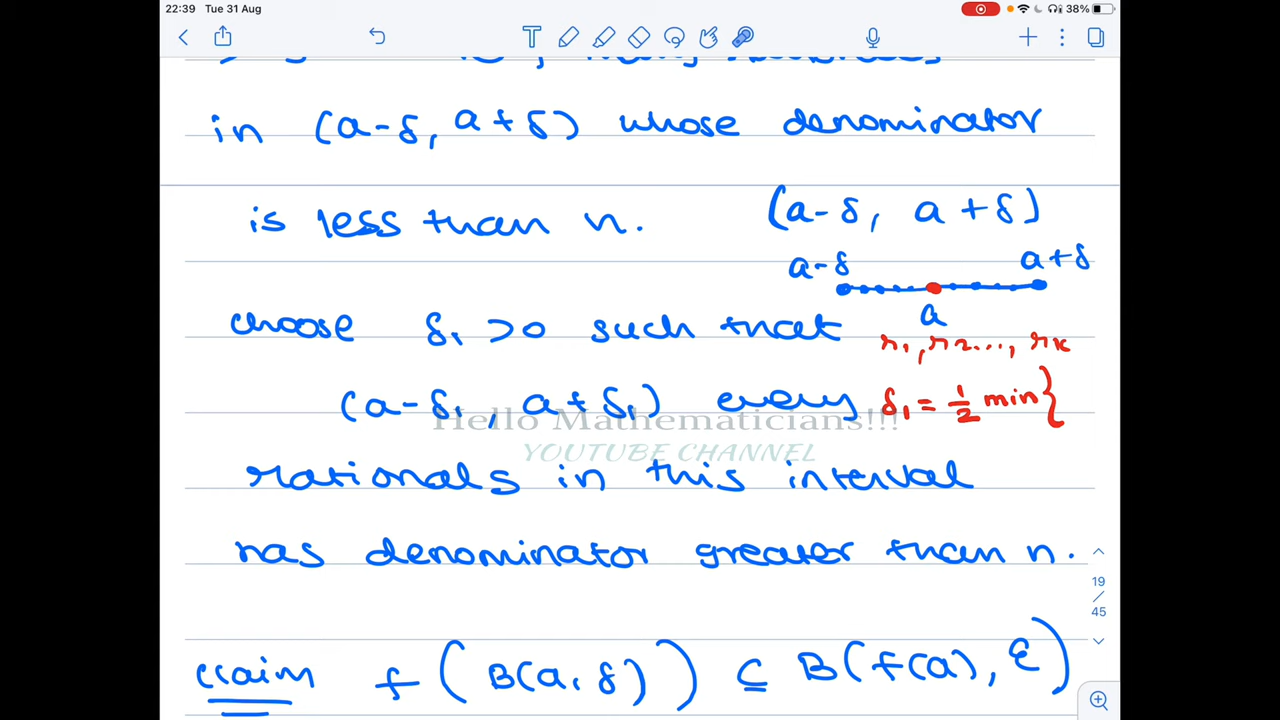 22:39 Tue 31 Aug
38%
in (a-δ, a+δ) whose denominator
is less than n. (a-δ, a+δ)
a-δ a+δ
a
choose δ₁ >0 such that r₁, r₂..., rₖ
(a-δ₁, a+δ₁) every δ₁ = 1/2 min{
Hello Mathematicians!!!
YOUTUBE CHANNEL
rationals in this interval
has denominator greater than n.
19
/
45
claim f(B(a,δ)) ⊆ B(f(a), ε)